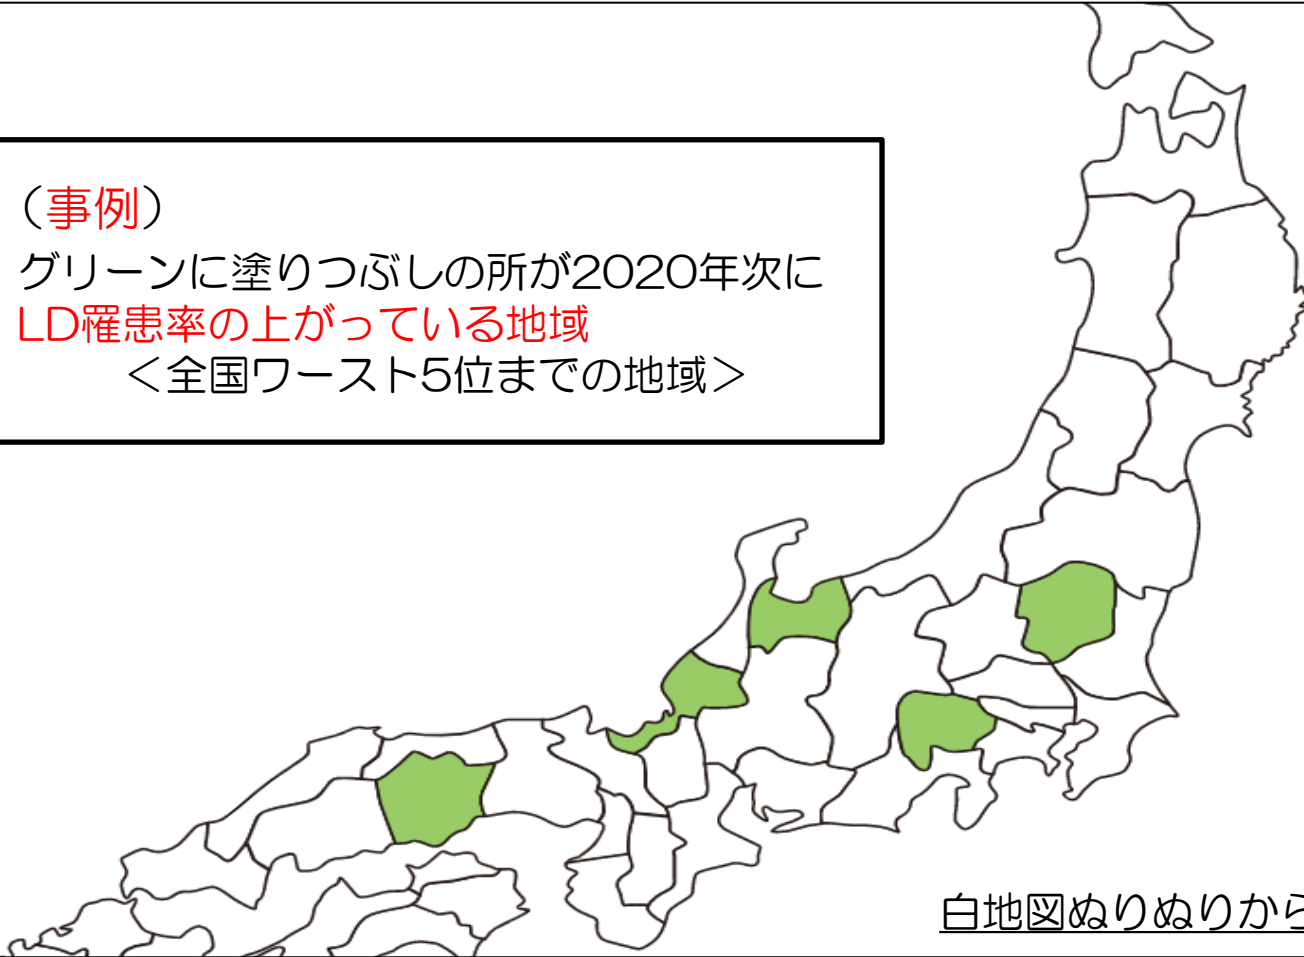 （事例）
グリーンに塗りつぶしの所が2020年次に
LD罹患率の上がっている地域
＜全国ワースト5位までの地域＞
白地図ぬりぬりから